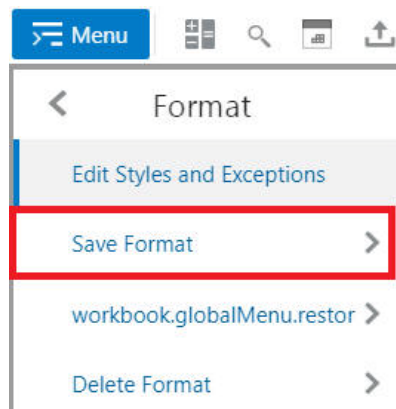 Menu
Format
Edit Styles and Exceptions
Save Format
workbook.globalMenu.restor
Delete Format